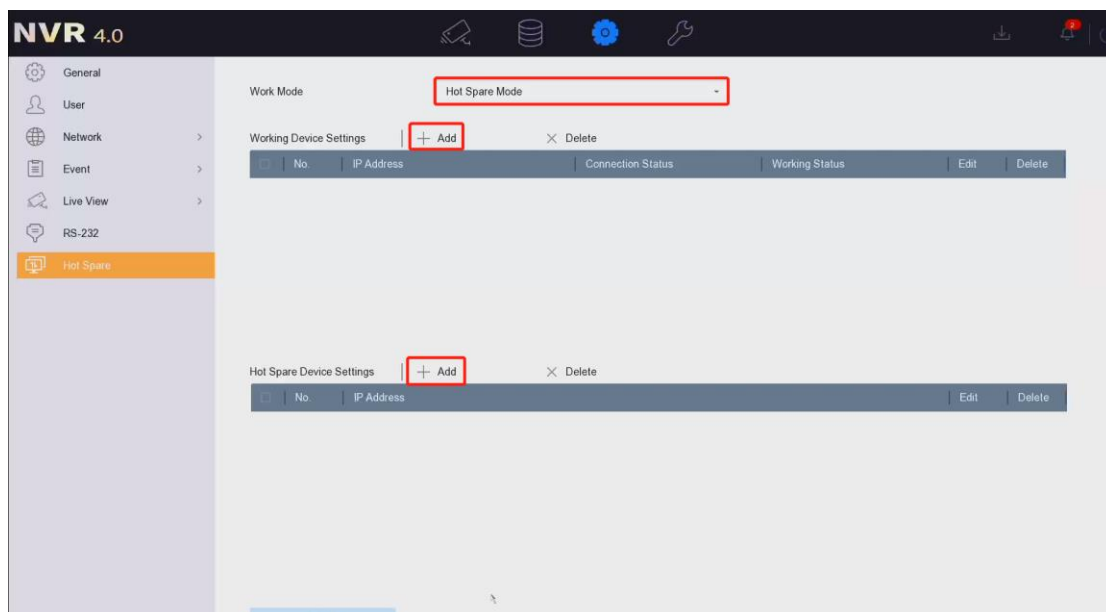 NVR 4.0
2
General
User
Network
Event
Live View
RS-232
Hot Spare
Work Mode Hot Spare Mode
Working Device Settings Add Delete
No. IP Address Connection Status Working Status Edit Delete
Hot Spare Device Settings Add Delete
No. IP Address Edit Delete